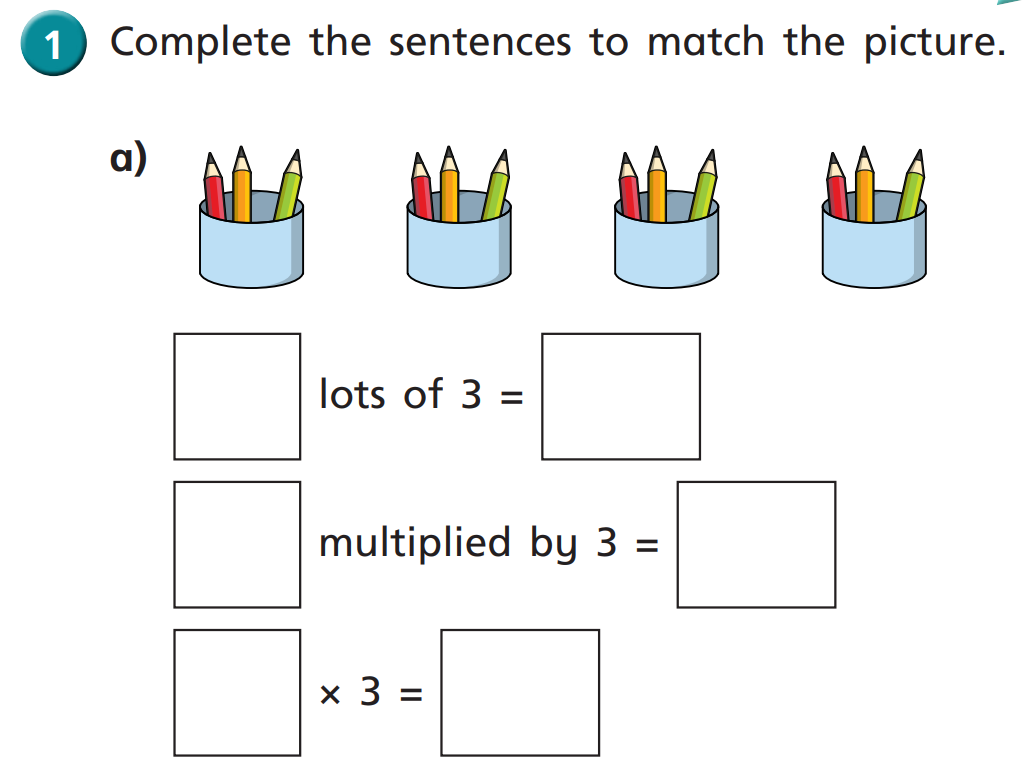 1 Complete the sentences to match the picture.
a)
lots of 3 =
multiplied by 3 =
× 3 =